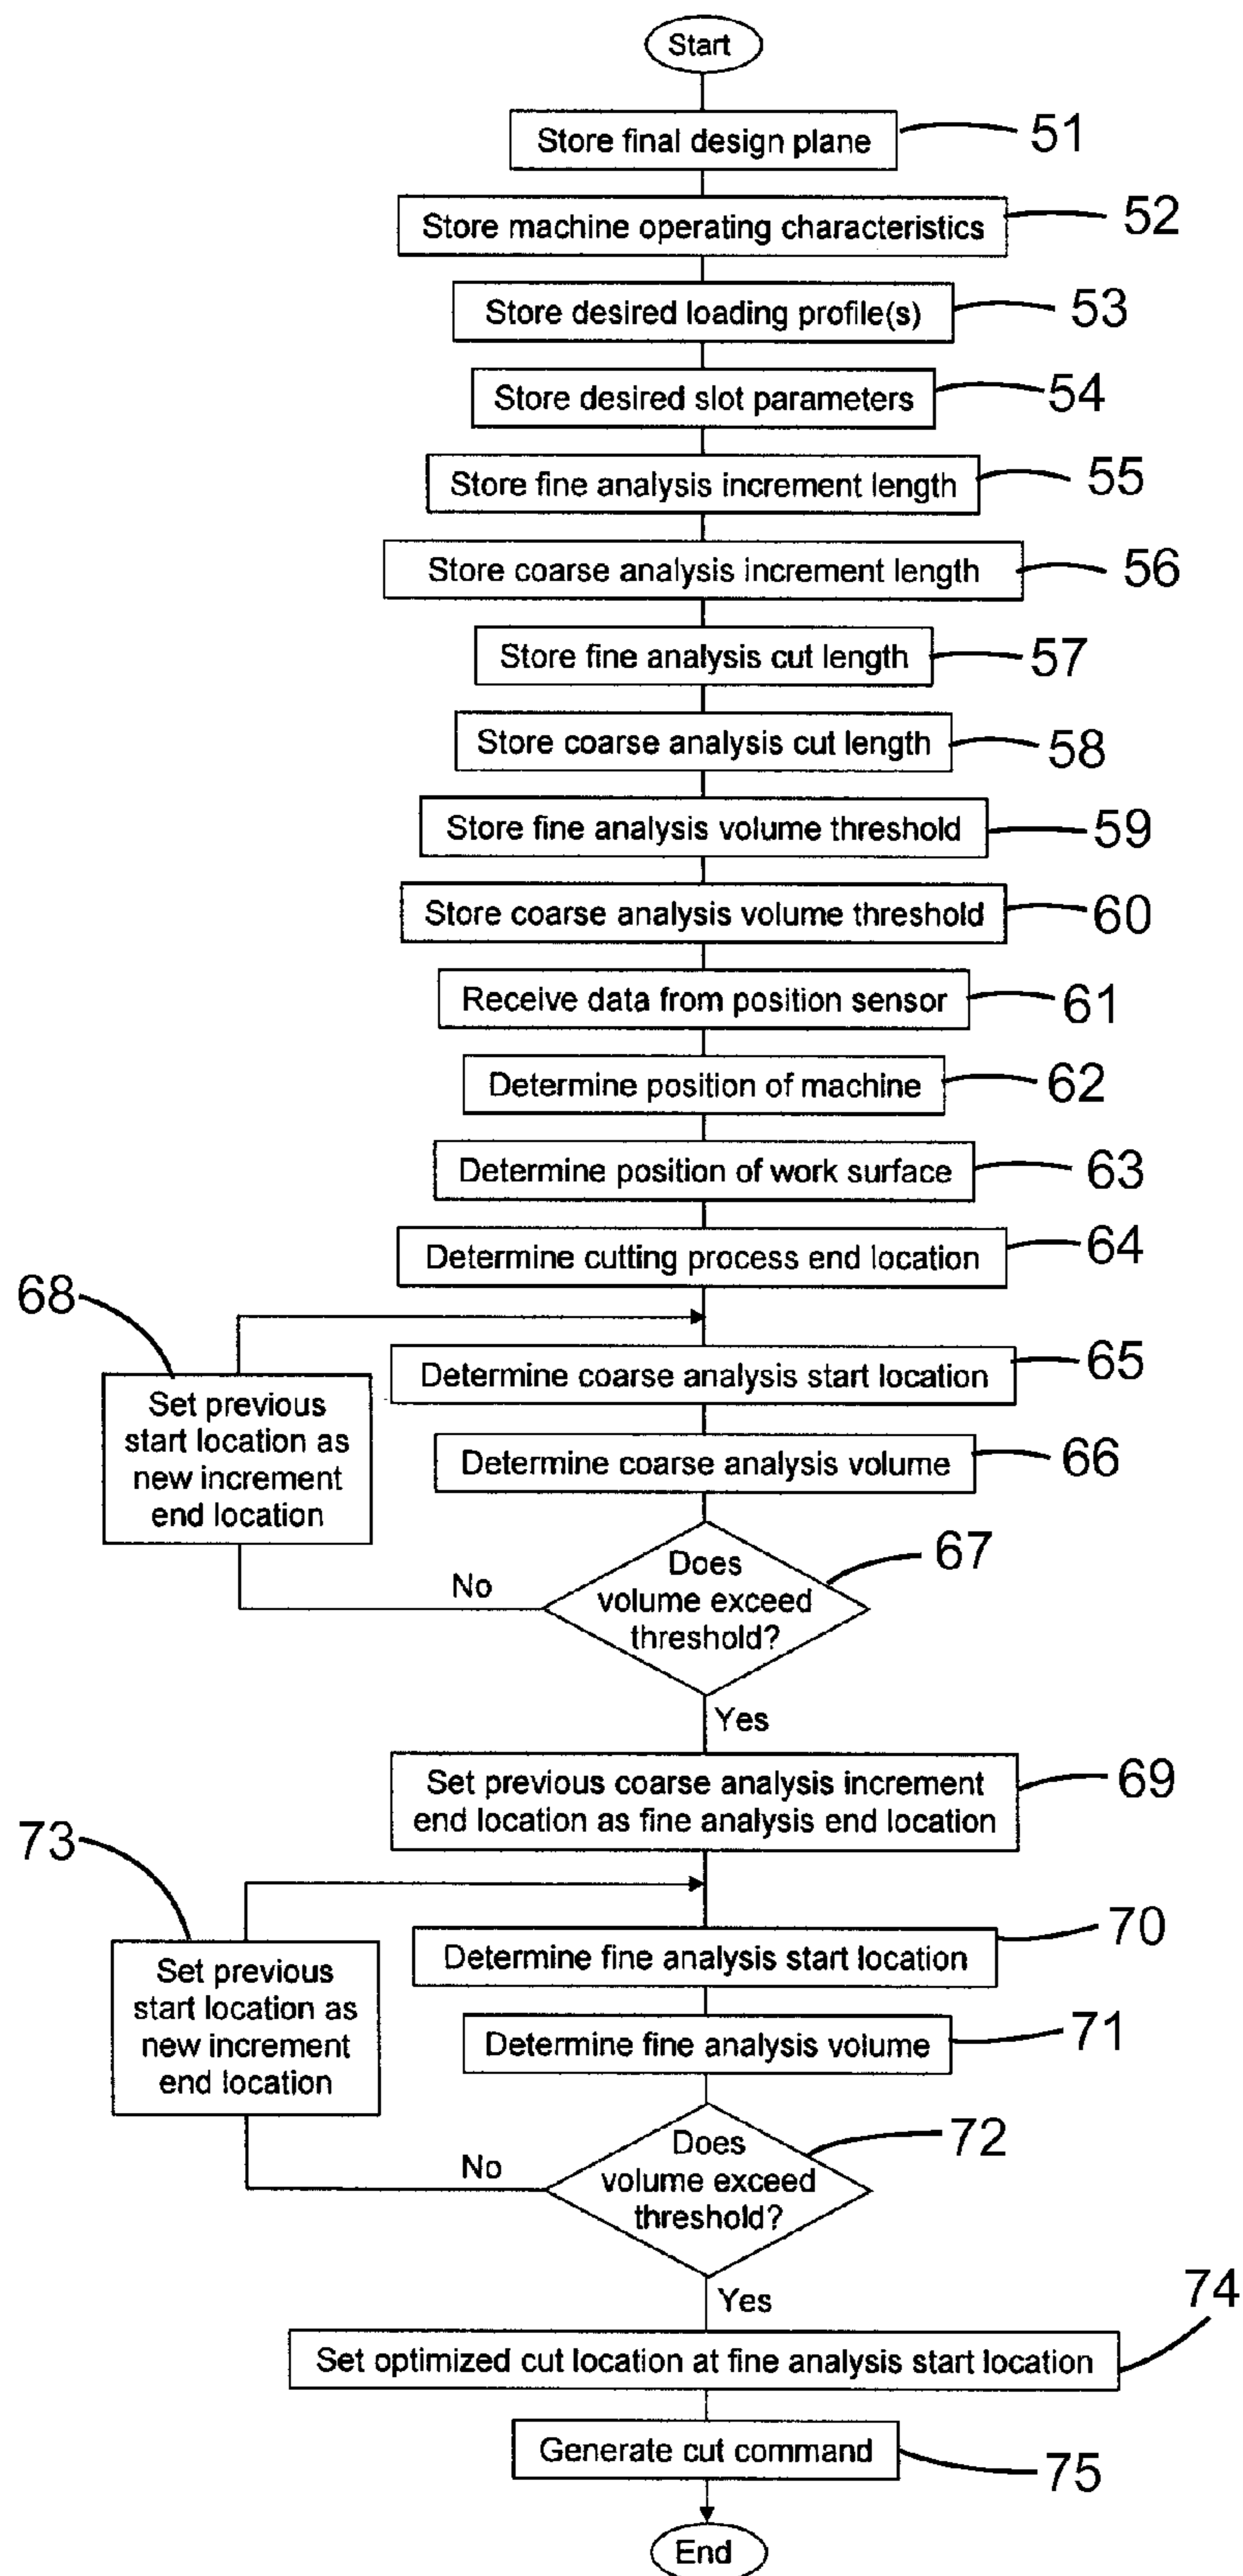 Start
Store final design plane
51
Store machine operating characteristics
52
Store desired loading profile(s)
53
Store desired slot parameters
54
Store fine analysis increment length
55
Store coarse analysis increment length
56
Store fine analysis cut length
57
Store coarse analysis cut length
58
Store fine analysis volume threshold
59
Store coarse analysis volume threshold
60
Receive data from position sensor
61
Determine position of machine
62
Determine position of work surface
63
Determine cutting process end location
64
68
Set previous
start location as
new increment
end location
Determine coarse analysis start location
65
Determine coarse analysis volume
66
Does
volume exceed
threshold?
67
No
Yes
Set previous coarse analysis increment
end location as fine analysis end location
69
73
Set previous
start location as
new increment
end location
Determine fine analysis start location
70
Determine fine analysis volume
71
Does
volume exceed
threshold?
72
No
Yes
Set optimized cut location at fine analysis start location
74
Generate cut command
75
End